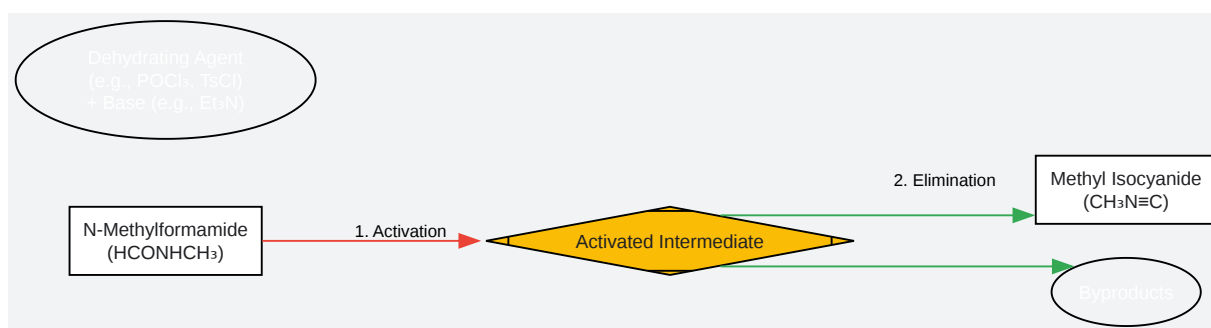 Dehydrating Agent
(e.g., POCl₃, TsCl)
+ Base (e.g., Et₃N)
2. Elimination
Methyl Isocyanide
(CH₃N≡C)
N-Methylformamide
(HCONHCH₃)
1. Activation
Activated Intermediate
Byproducts